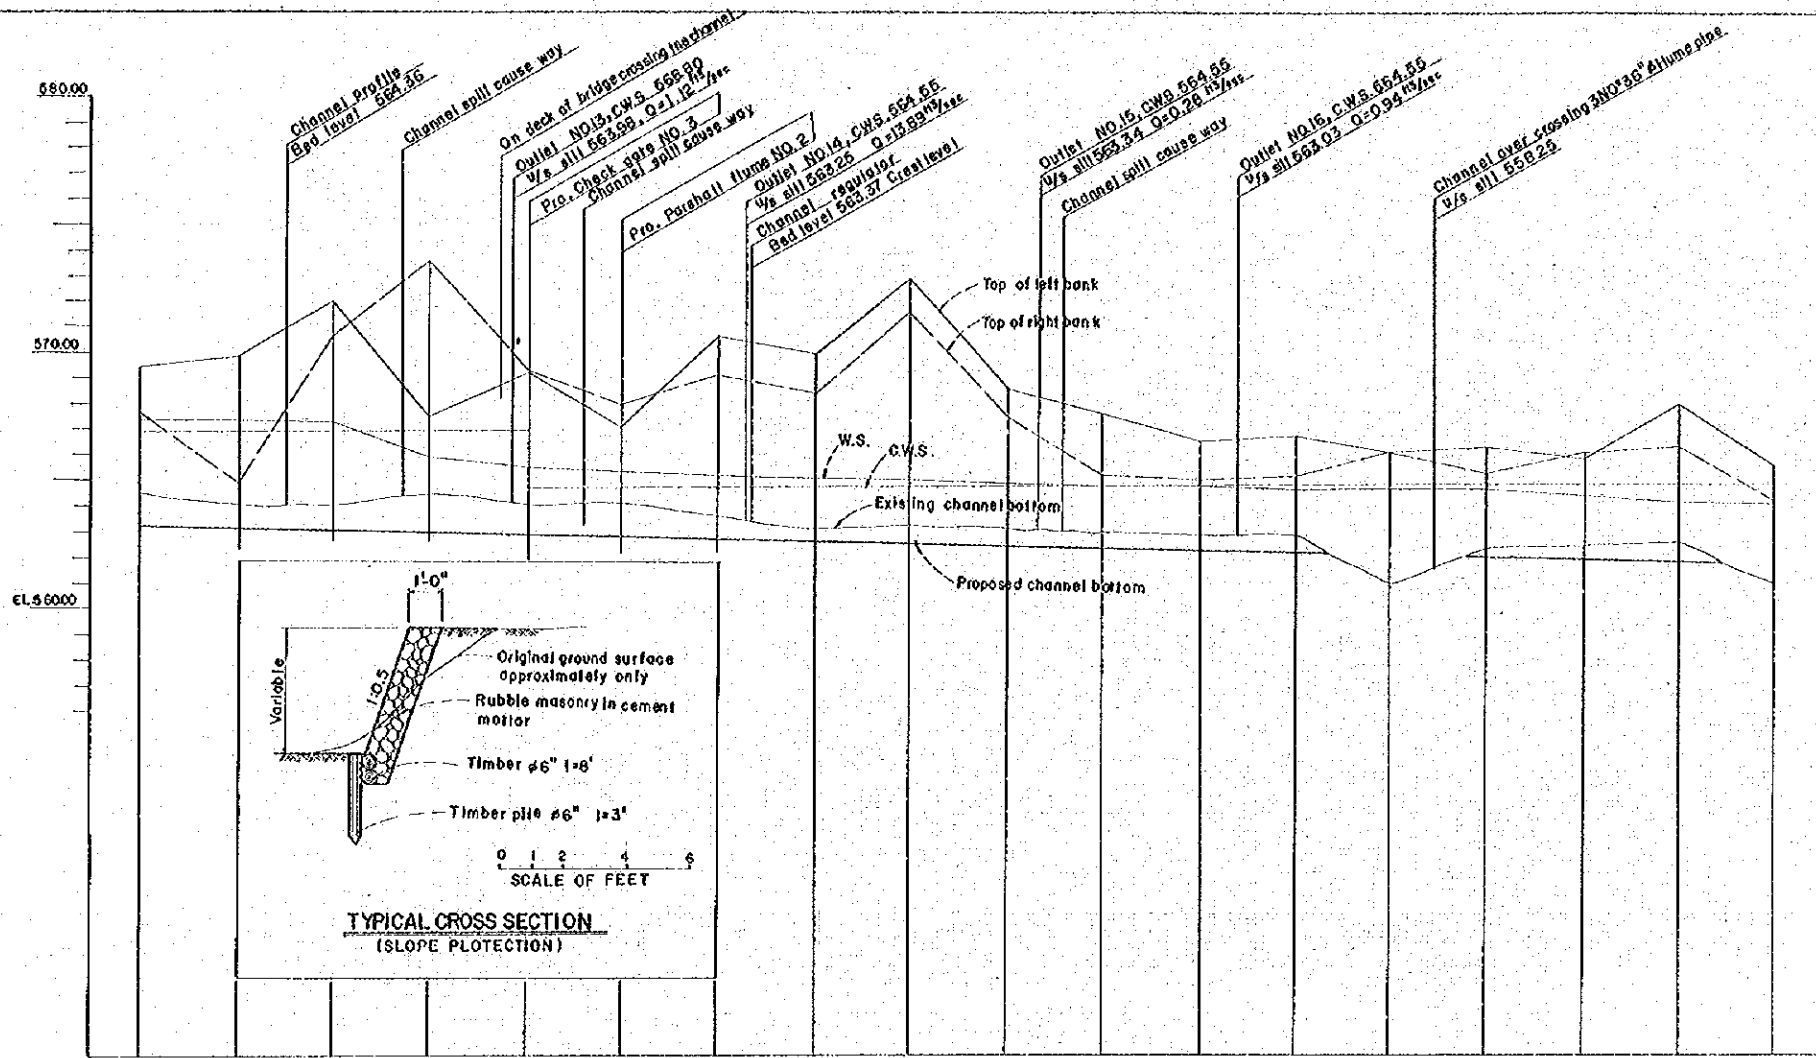 580.00
570.00
EL.560.00
Channel Profile
Bed level 564.36
Channel spill cause way
On deck of bridge crossing the channel
Outlet NO.13, C.W.S. 566.90
U/s sill 563.98, Q=1.12 ft³/sec
Pro. Check gate NO. 3
Channel spill cause way
Pro. Parshall flume NO. 2
Outlet NO.14, C.W.S. 564.55
U/s sill 563.25 Q=13.89 ft³/sec
Channel regulator
Bed level 563.37 Crest level
Outlet NO.15, C.W.S. 564.55
U/s sill 563.34 Q=0.26 ft³/sec
Channel spill cause way
Outlet NO.16, C.W.S. 564.55
U/s sill 563.03 Q=0.94 ft³/sec
Channel over crossing 3NO*36"
U/s sill 558.25
Top of left bank
Top of right bank
W.S.
C.W.S.
Existing channel bottom
Proposed channel bottom
1'-0"
Variable
1:0.5
Original ground surface
approximately only
Rubble masonry in cement
mottor
Timber ø6" l=8'
Timber pile ø6" l=3'
0 1 2 4 6
SCALE OF FEET
TYPICAL CROSS SECTION
(SLOPE PLOTECTION)